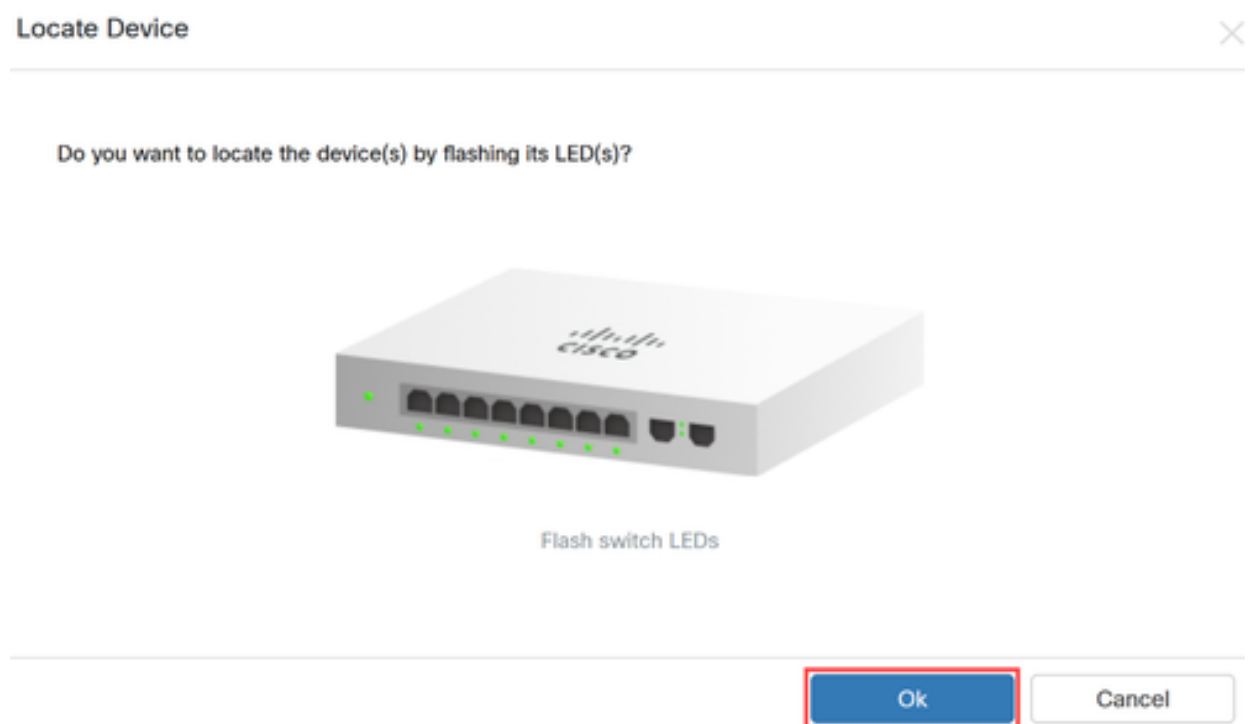 Locate Device
Do you want to locate the device(s) by flashing its LED(s)?
CISCO
Flash switch LEDs
Ok
Cancel